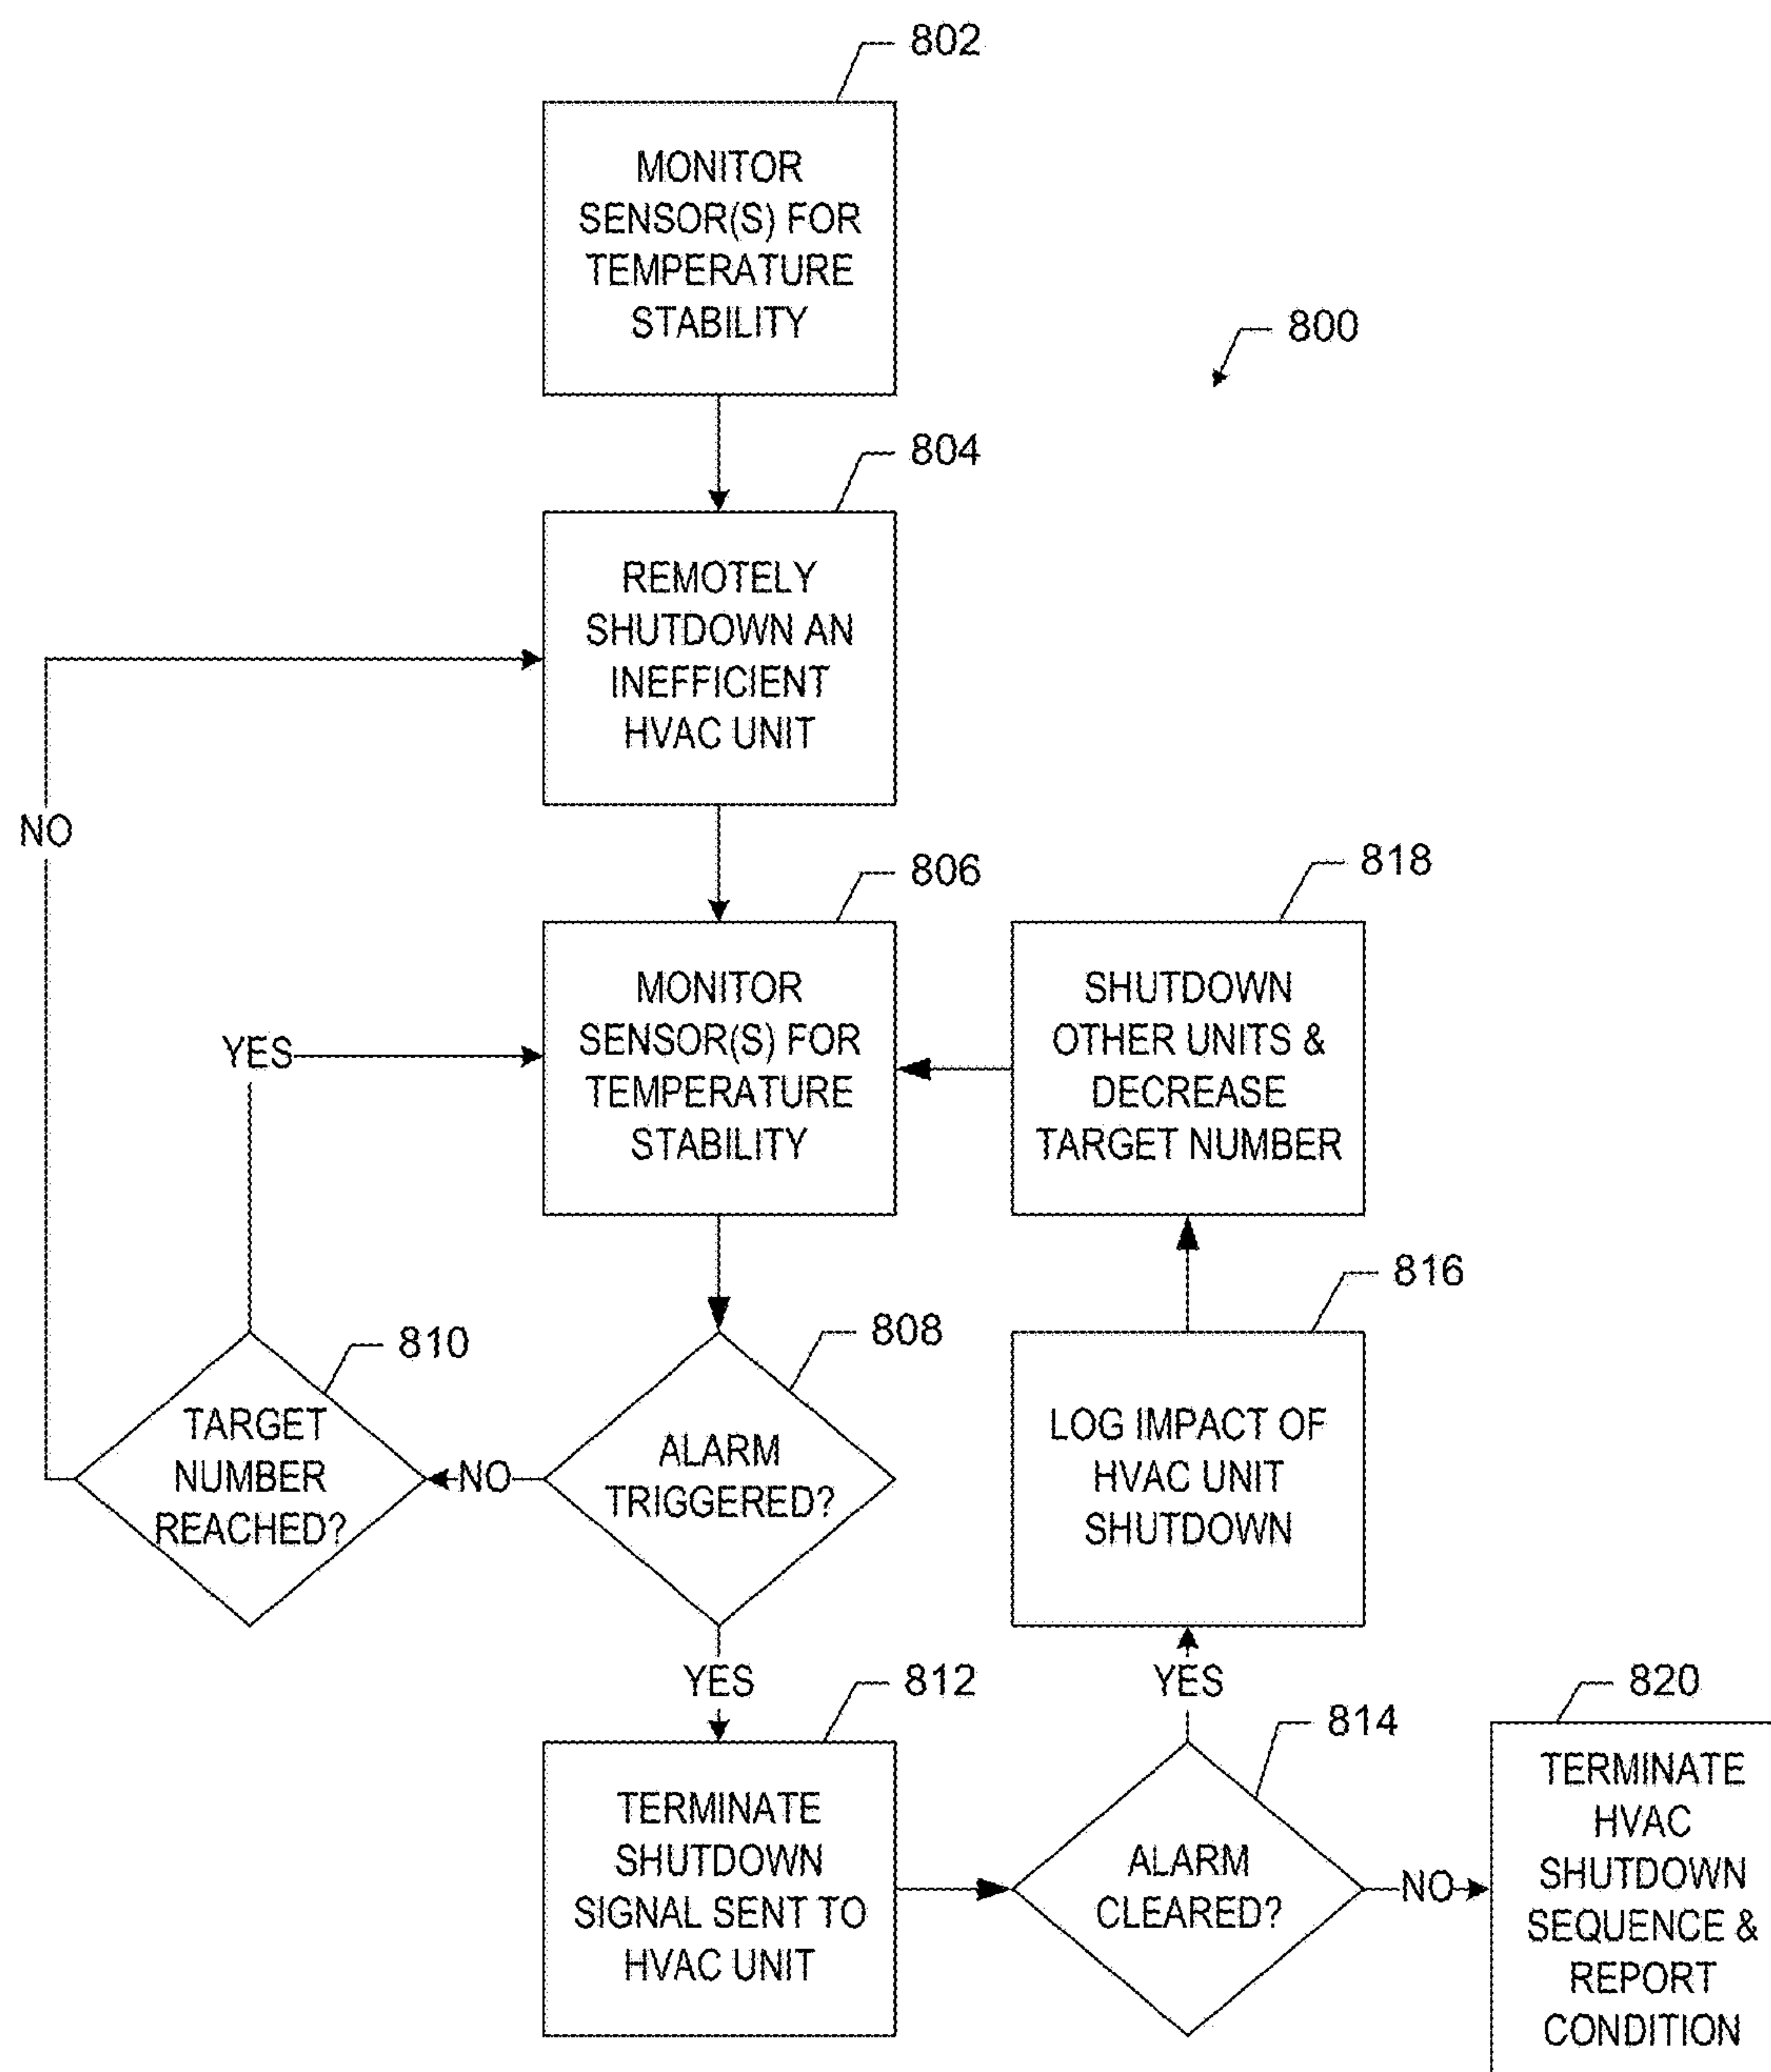 802
MONITOR
SENSOR(S) FOR
TEMPERATURE
STABILITY
800
804
REMOTELY
SHUTDOWN AN
INEFFICIENT
HVAC UNIT
NO
806
MONITOR
SENSOR(S) FOR
TEMPERATURE
STABILITY
818
SHUTDOWN
OTHER UNITS &
DECREASE
TARGET NUMBER
YES
810
TARGET
NUMBER
REACHED?
NO
808
ALARM
TRIGGERED?
816
LOG IMPACT OF
HVAC UNIT
SHUTDOWN
YES
812
TERMINATE
SHUTDOWN
SIGNAL SENT TO
HVAC UNIT
YES
814
ALARM
CLEARED?
NO
820
TERMINATE
HVAC
SHUTDOWN
SEQUENCE &
REPORT
CONDITION